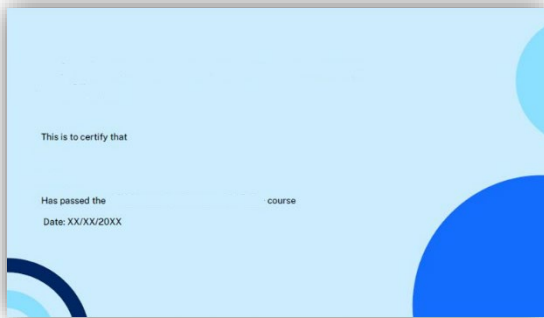 This is to certify that
Has passed the course
Date: XX/XX/20XX